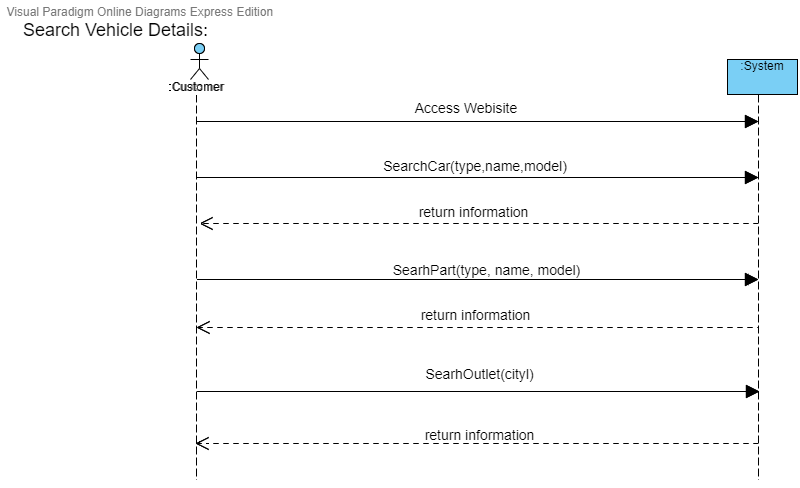 Visual Paradigm Online Diagrams Express Edition
Search Vehicle Details:
:Customer
:System
Access Webisite
SearchCar(type,name,model)
return information
SearhPart(type, name, model)
return information
SearhOutlet(cityl)
return information